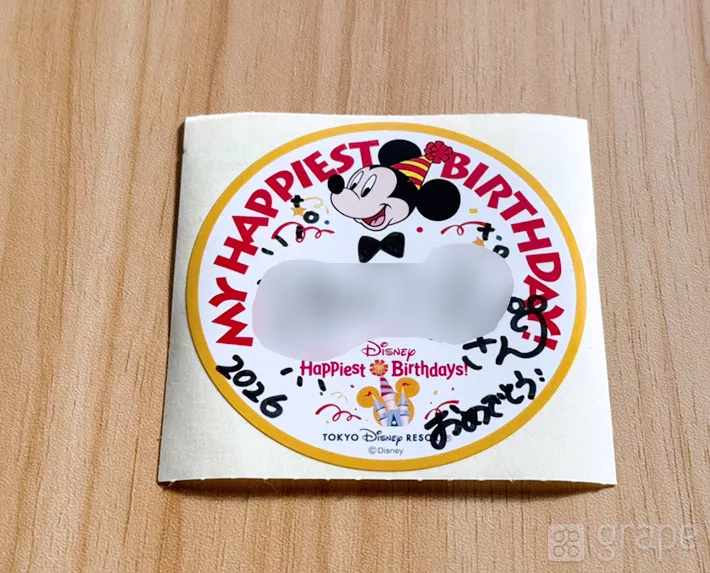 MY HAPPIEST BIRTHDAY!
さん
Disney
Happiest Birthdays!
2026
おめでとう!
TOKYO Disney RESORT®
©Disney
grape